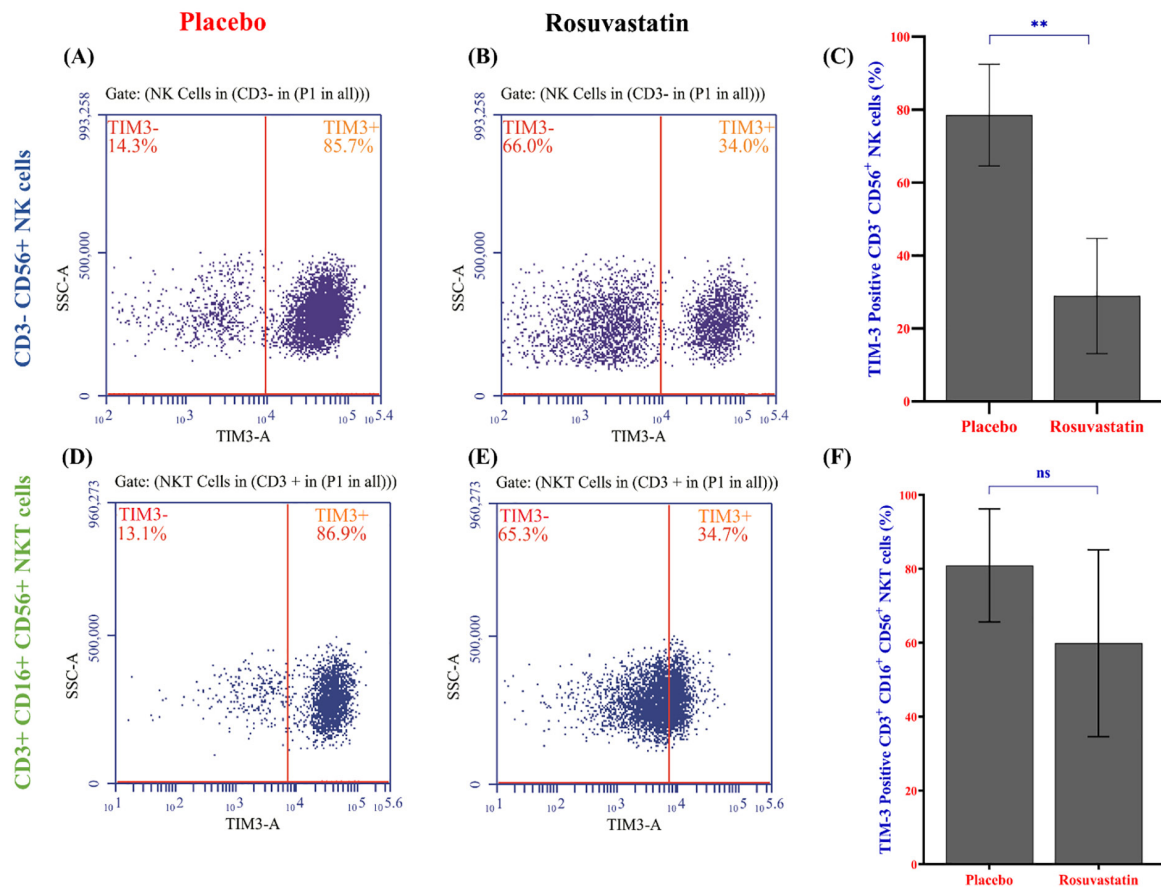 Placebo
Rosuvastatin
CD3- CD56+ NK cells
(A)
Gate: (NK Cells in (CD3- in (P1 in all)))
993,258
500,000
0
SSC-A
TIM3-
14.3%
TIM3+
85.7%
10^2 10^3 10^4 10^5 10^5.4
TIM3-A
(B)
Gate: (NK Cells in (CD3- in (P1 in all)))
993,258
500,000
0
SSC-A
TIM3-
66.0%
TIM3+
34.0%
10^2 10^3 10^4 10^5 10^5.4
TIM3-A
(C)
**
TIM-3 Positive CD3⁻ CD56⁺ NK cells (%)
100
80
60
40
20
0
Placebo Rosuvastatin
CD3+ CD16+ CD56+ NKT cells
(D)
Gate: (NKT Cells in (CD3 + in (P1 in all)))
960,273
500,000
0
SSC-A
TIM3-
13.1%
TIM3+
86.9%
10^1 10^2 10^3 10^4 10^5.6
TIM3-A
(E)
Gate: (NKT Cells in (CD3 + in (P1 in all)))
960,273
500,000
0
SSC-A
TIM3-
65.3%
TIM3+
34.7%
10^1 10^2 10^3 10^4 10^5 10^5.6
TIM3-A
(F)
ns
TIM-3 Positive CD3⁺ CD16⁺ CD56⁺ NKT cells (%)
100
80
60
40
20
0
Placebo Rosuvastatin